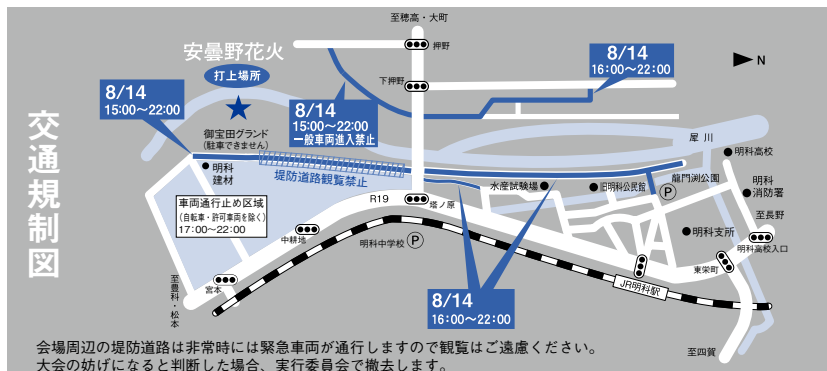 交通規制図
至穂高・大町
押野
下押野
安曇野花火
打上場所
8/14
15:00〜22:00
8/14
15:00〜22:00
一般車両進入禁止
8/14
16:00〜22:00
N
御宝田グランド
(駐車できません)
明科
建材
堤防道路観覧禁止
犀川
明科高校
龍門渕公園
水産試験場
旧明科公民館
P
明科
消防署
至長野
車両通行止め区域
(自転車・許可車両を除く)
17:00〜22:00
R19
塔ノ原
中耕地
明科中学校
P
明科支所
明科高校入口
東栄町
宮本
至豊科・松本
8/14
16:00〜22:00
JR明科駅
至四賀
会場周辺の堤防道路は非常時には緊急車両が通行しますので観覧はご遠慮ください。
大会の妨げになると判断した場合、実行委員会で撤去します。